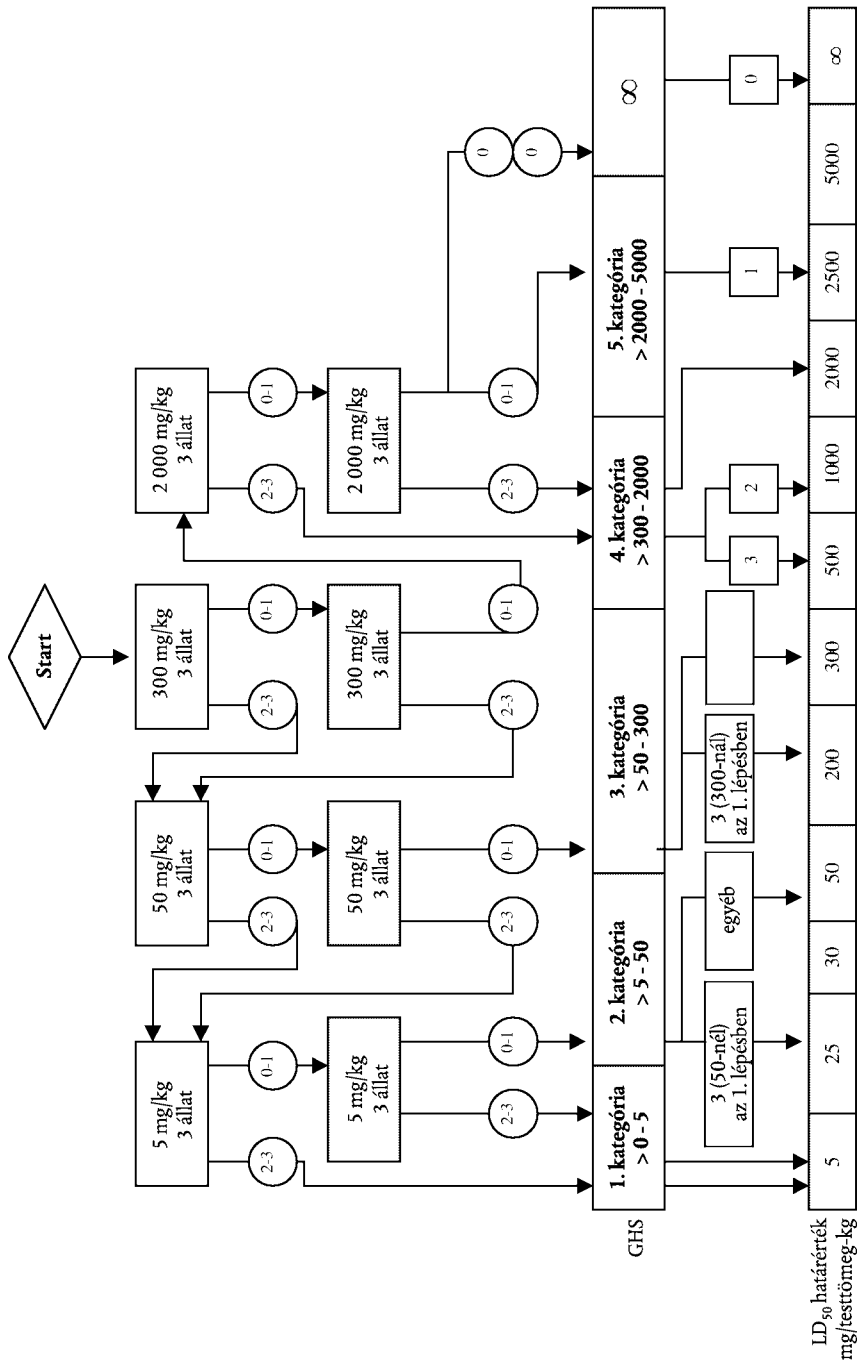 Start
5 mg/kg
3 állat
50 mg/kg
3 állat
300 mg/kg
3 állat
2 000 mg/kg
3 állat
2-3
0-1
2-3
0-1
2-3
0-1
2-3
0-1
5 mg/kg
3 állat
50 mg/kg
3 állat
300 mg/kg
3 állat
2 000 mg/kg
3 állat
2-3
0-1
2-3
0-1
2-3
0-1
2-3
0-1
0
0
GHS
1. kategória
> 0 - 5
2. kategória
> 5 - 50
3. kategória
> 50 - 300
4. kategória
> 300 - 2000
5. kategória
> 2000 - 5000
∞
3 (50-nél)
az 1. lépésben
egyéb
3 (300-nál)
az 1. lépésben
3
2
1
0
LD50 határérték
mg/testtömeg-kg
5
25
30
50
200
300
500
1000
2000
2500
5000
∞